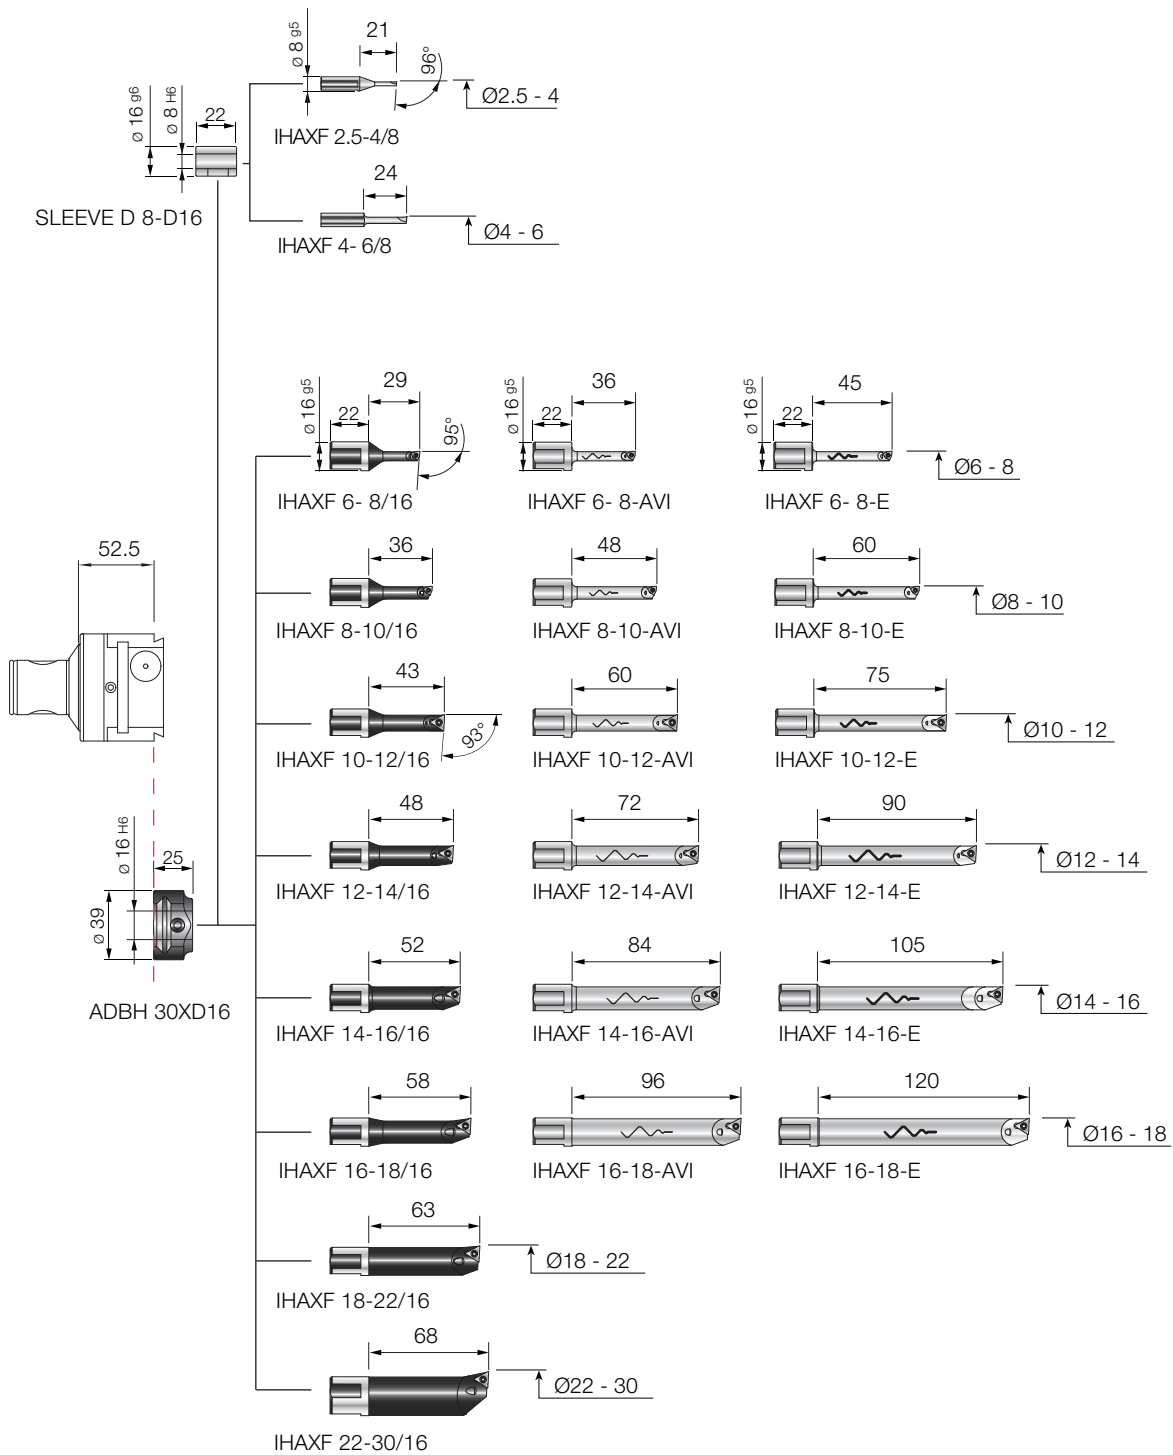 21
Ø 8 g5
96°
Ø2.5 - 4
IHAXF 2.5-4/8
Ø 16 g6
Ø 8 H6
22
SLEEVE D 8-D16
24
Ø4 - 6
IHAXF 4- 6/8
Ø 16 g5
22
29
95°
IHAXF 6- 8/16
Ø 16 g5
22
36
IHAXF 6- 8-AVI
Ø 16 g5
22
45
IHAXF 6- 8-E
Ø6 - 8
52.5
36
IHAXF 8-10/16
48
IHAXF 8-10-AVI
60
IHAXF 8-10-E
Ø8 - 10
43
93°
IHAXF 10-12/16
60
IHAXF 10-12-AVI
75
IHAXF 10-12-E
Ø10 - 12
48
IHAXF 12-14/16
72
IHAXF 12-14-AVI
90
IHAXF 12-14-E
Ø12 - 14
Ø 16 H6
25
Ø 39
ADBH 30XD16
52
IHAXF 14-16/16
84
IHAXF 14-16-AVI
105
IHAXF 14-16-E
Ø14 - 16
58
IHAXF 16-18/16
96
IHAXF 16-18-AVI
120
IHAXF 16-18-E
Ø16 - 18
63
Ø18 - 22
IHAXF 18-22/16
68
Ø22 - 30
IHAXF 22-30/16